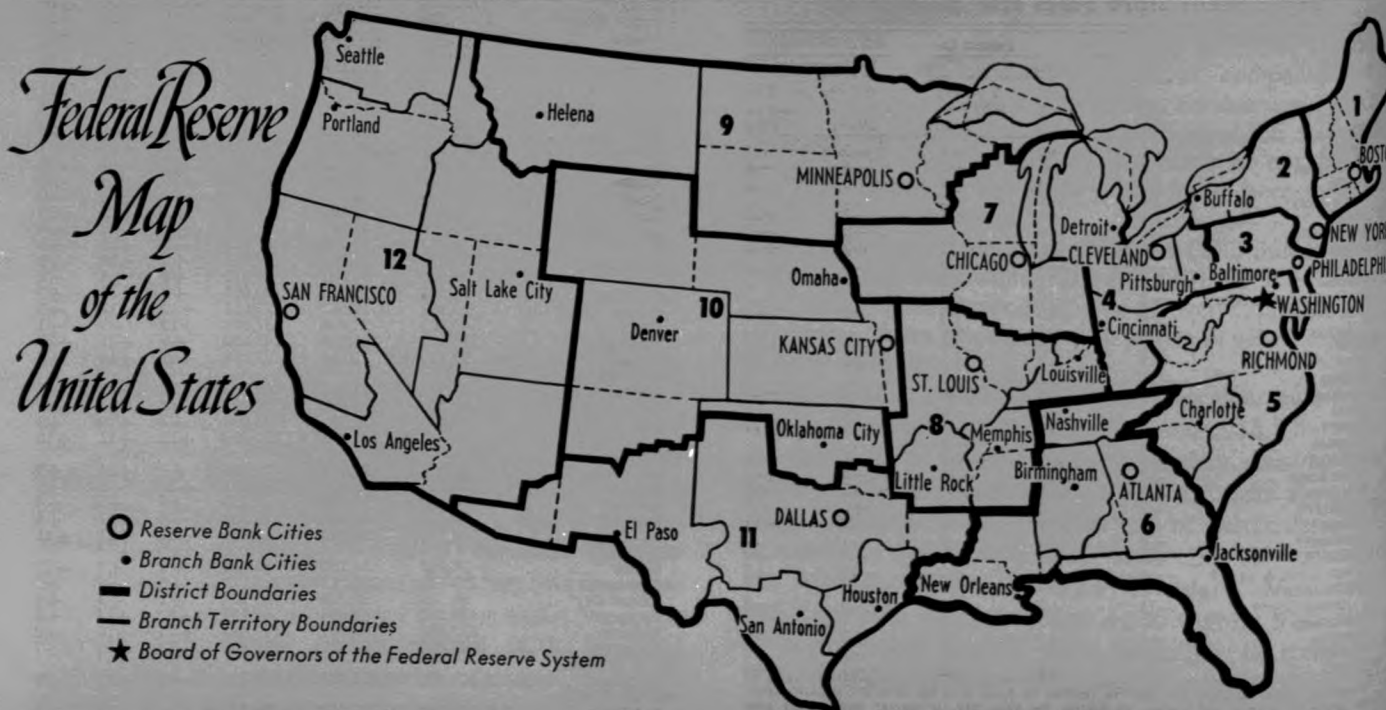 Federal Reserve
Map
of the
United States
Seattle
Portland
Helena
9
MINNEAPOLIS
7
Detroit
CHICAGO
CLEVELAND
Buffalo
1
2
NEW YOR
3
PHILADELPHI
Pittsburgh
Baltimore
WASHINGTON
4
Cincinnati
RICHMOND
12
SAN FRANCISCO
Salt Lake City
Los Angeles
Omaha
10
Denver
KANSAS CITY
ST. LOUIS
Louisville
Nashville
Charlotte
5
Oklahoma City
8
Memphis
Little Rock
Birmingham
ATLANTA
6
DALLAS
11
El Paso
Houston
San Antonio
New Orleans
Jacksonville
Reserve Bank Cities
Branch Bank Cities
District Boundaries
Branch Territory Boundaries
Board of Governors of the Federal Reserve System